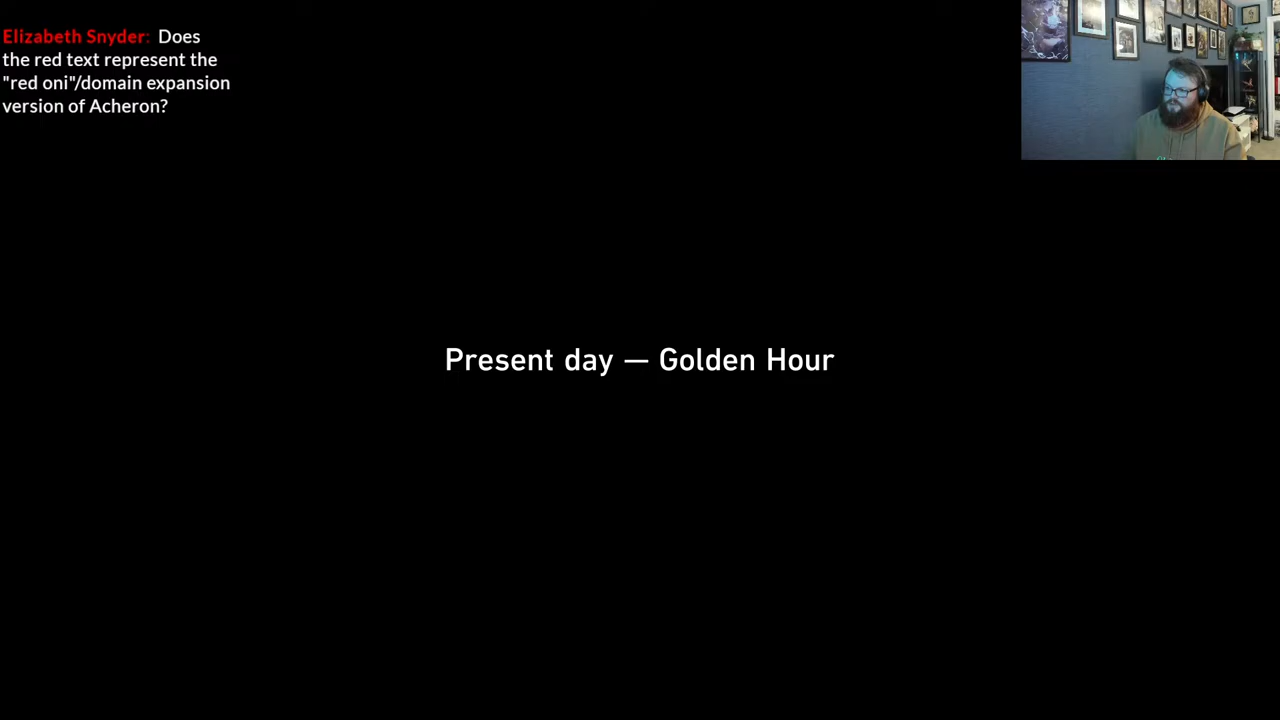 Elizabeth Snyder: Does
the red text represent the
"red oni"/domain expansion
version of Acheron?
Present day — Golden Hour